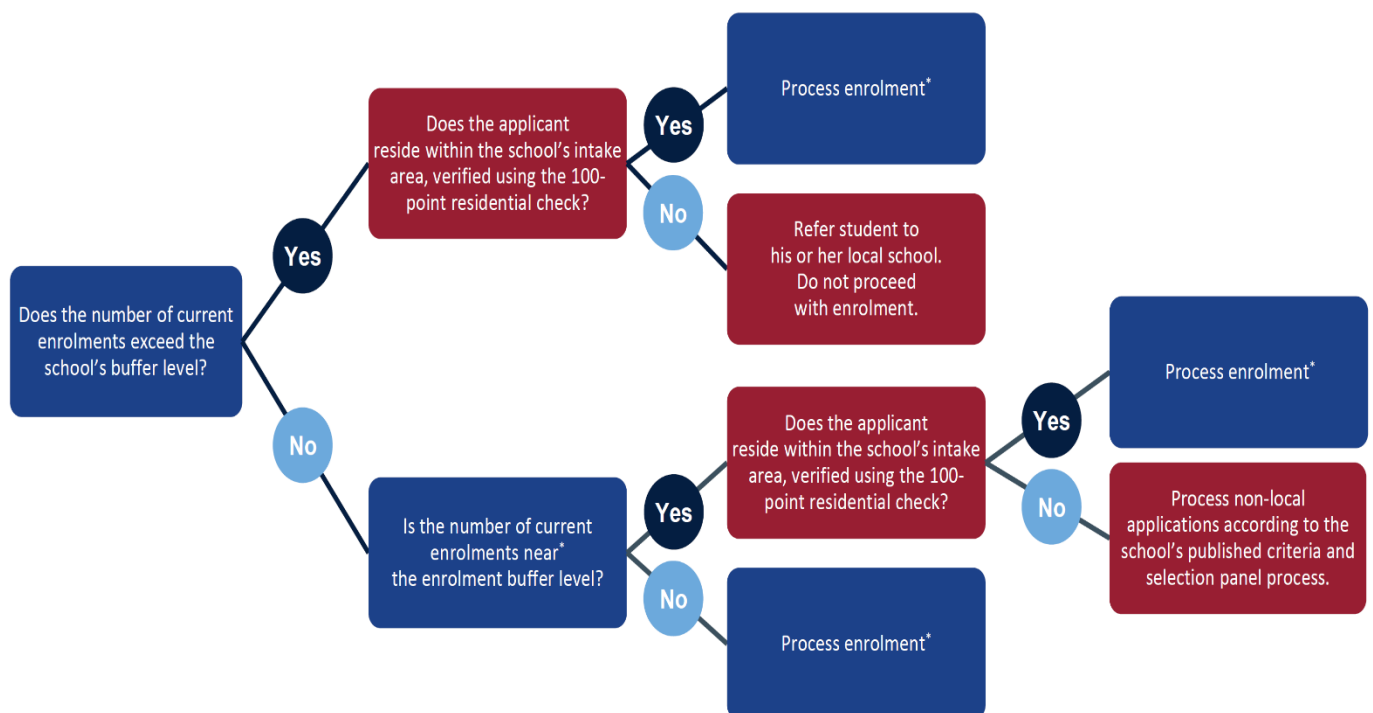 Does the number of current
enrolments exceed the
school's buffer level?
Yes
Does the applicant
reside within the school's intake
area, verified using the 100-
point residential check?
Yes
Process enrolment*
No
Refer student to
his or her local school.
Do not proceed
with enrolment.
No
Is the number of current
enrolments near*
the enrolment buffer level?
Yes
Does the applicant
reside within the school's intake
area, verified using the 100-
point residential check?
Yes
Process enrolment*
No
Process non-local
applications according to the
school's published criteria and
selection panel process.
No
Process enrolment*